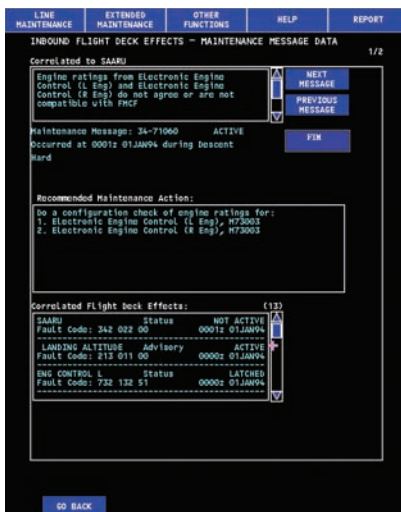 LINE MAINTENANCE
EXTENDED MAINTENANCE
OTHER FUNCTIONS
HELP
REPORT
INBOUND FLIGHT DECK EFFECTS – MAINTENANCE MESSAGE DATA
1/2
Correlated to SAARU
Engine ratings from Electronic Engine
Control (L Eng) and Electronic Engine
Control (R Eng) do not agree or are not
compatible with FMCF
NEXT MESSAGE
PREVIOUS MESSAGE
Maintenance Message: 34-71060 ACTIVE
Occurred at 0001z 01JAN94 during Descent
Hard
FIM
Recommended Maintenance Action:
Do a configuration check of engine ratings for:
1. Electronic Engine Control (L Eng), M73003
2. Electronic Engine Control (R Eng), M73003
Correlated Flight Deck Effects: (13)
SAARU Status NOT ACTIVE
Fault Code: 342 022 00 0001z 01JAN94
LANDING ALTITUDE Advisory ACTIVE
Fault Code: 213 011 00 0000z 01JAN94
ENG CONTROL L Status LATCHED
Fault Code: 732 132 51 0000z 01JAN94
GO BACK